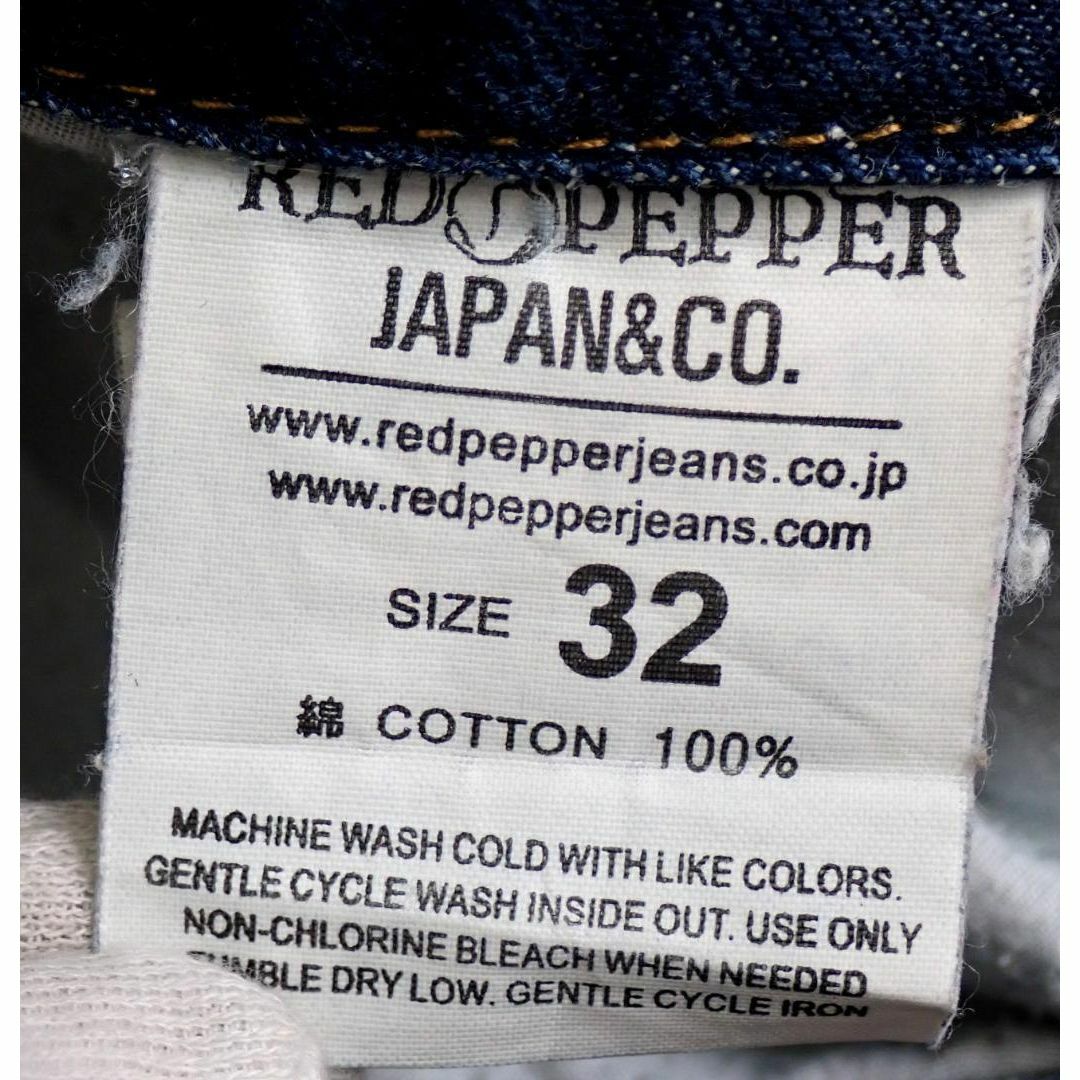 RED PEPPER
JAPAN&CO.
www.redpepperjeans.co.jp
www.redpepperjeans.com
SIZE 32
綿 COTTON 100%
MACHINE WASH COLD WITH LIKE COLORS.
GENTLE CYCLE WASH INSIDE OUT. USE ONLY
NON-CHLORINE BLEACH WHEN NEEDED
TUMBLE DRY LOW. GENTLE CYCLE IRON